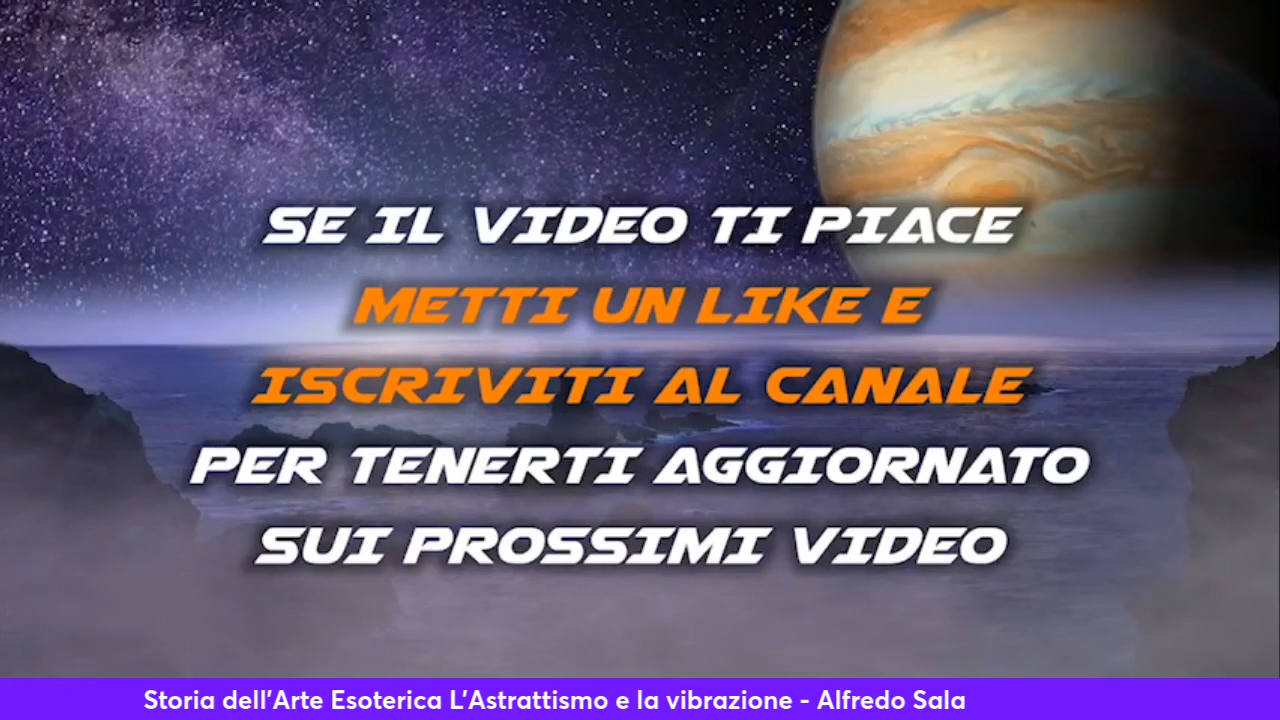 SE IL VIDEO TI PIACE
METTI UN LIKE E
ISCRIVITI AL CANALE
PER TENERTI AGGIORNATO
SUI PROSSIMI VIDEO
Storia dell'Arte Esoterica L'Astrattismo e la vibrazione - Alfredo Sala